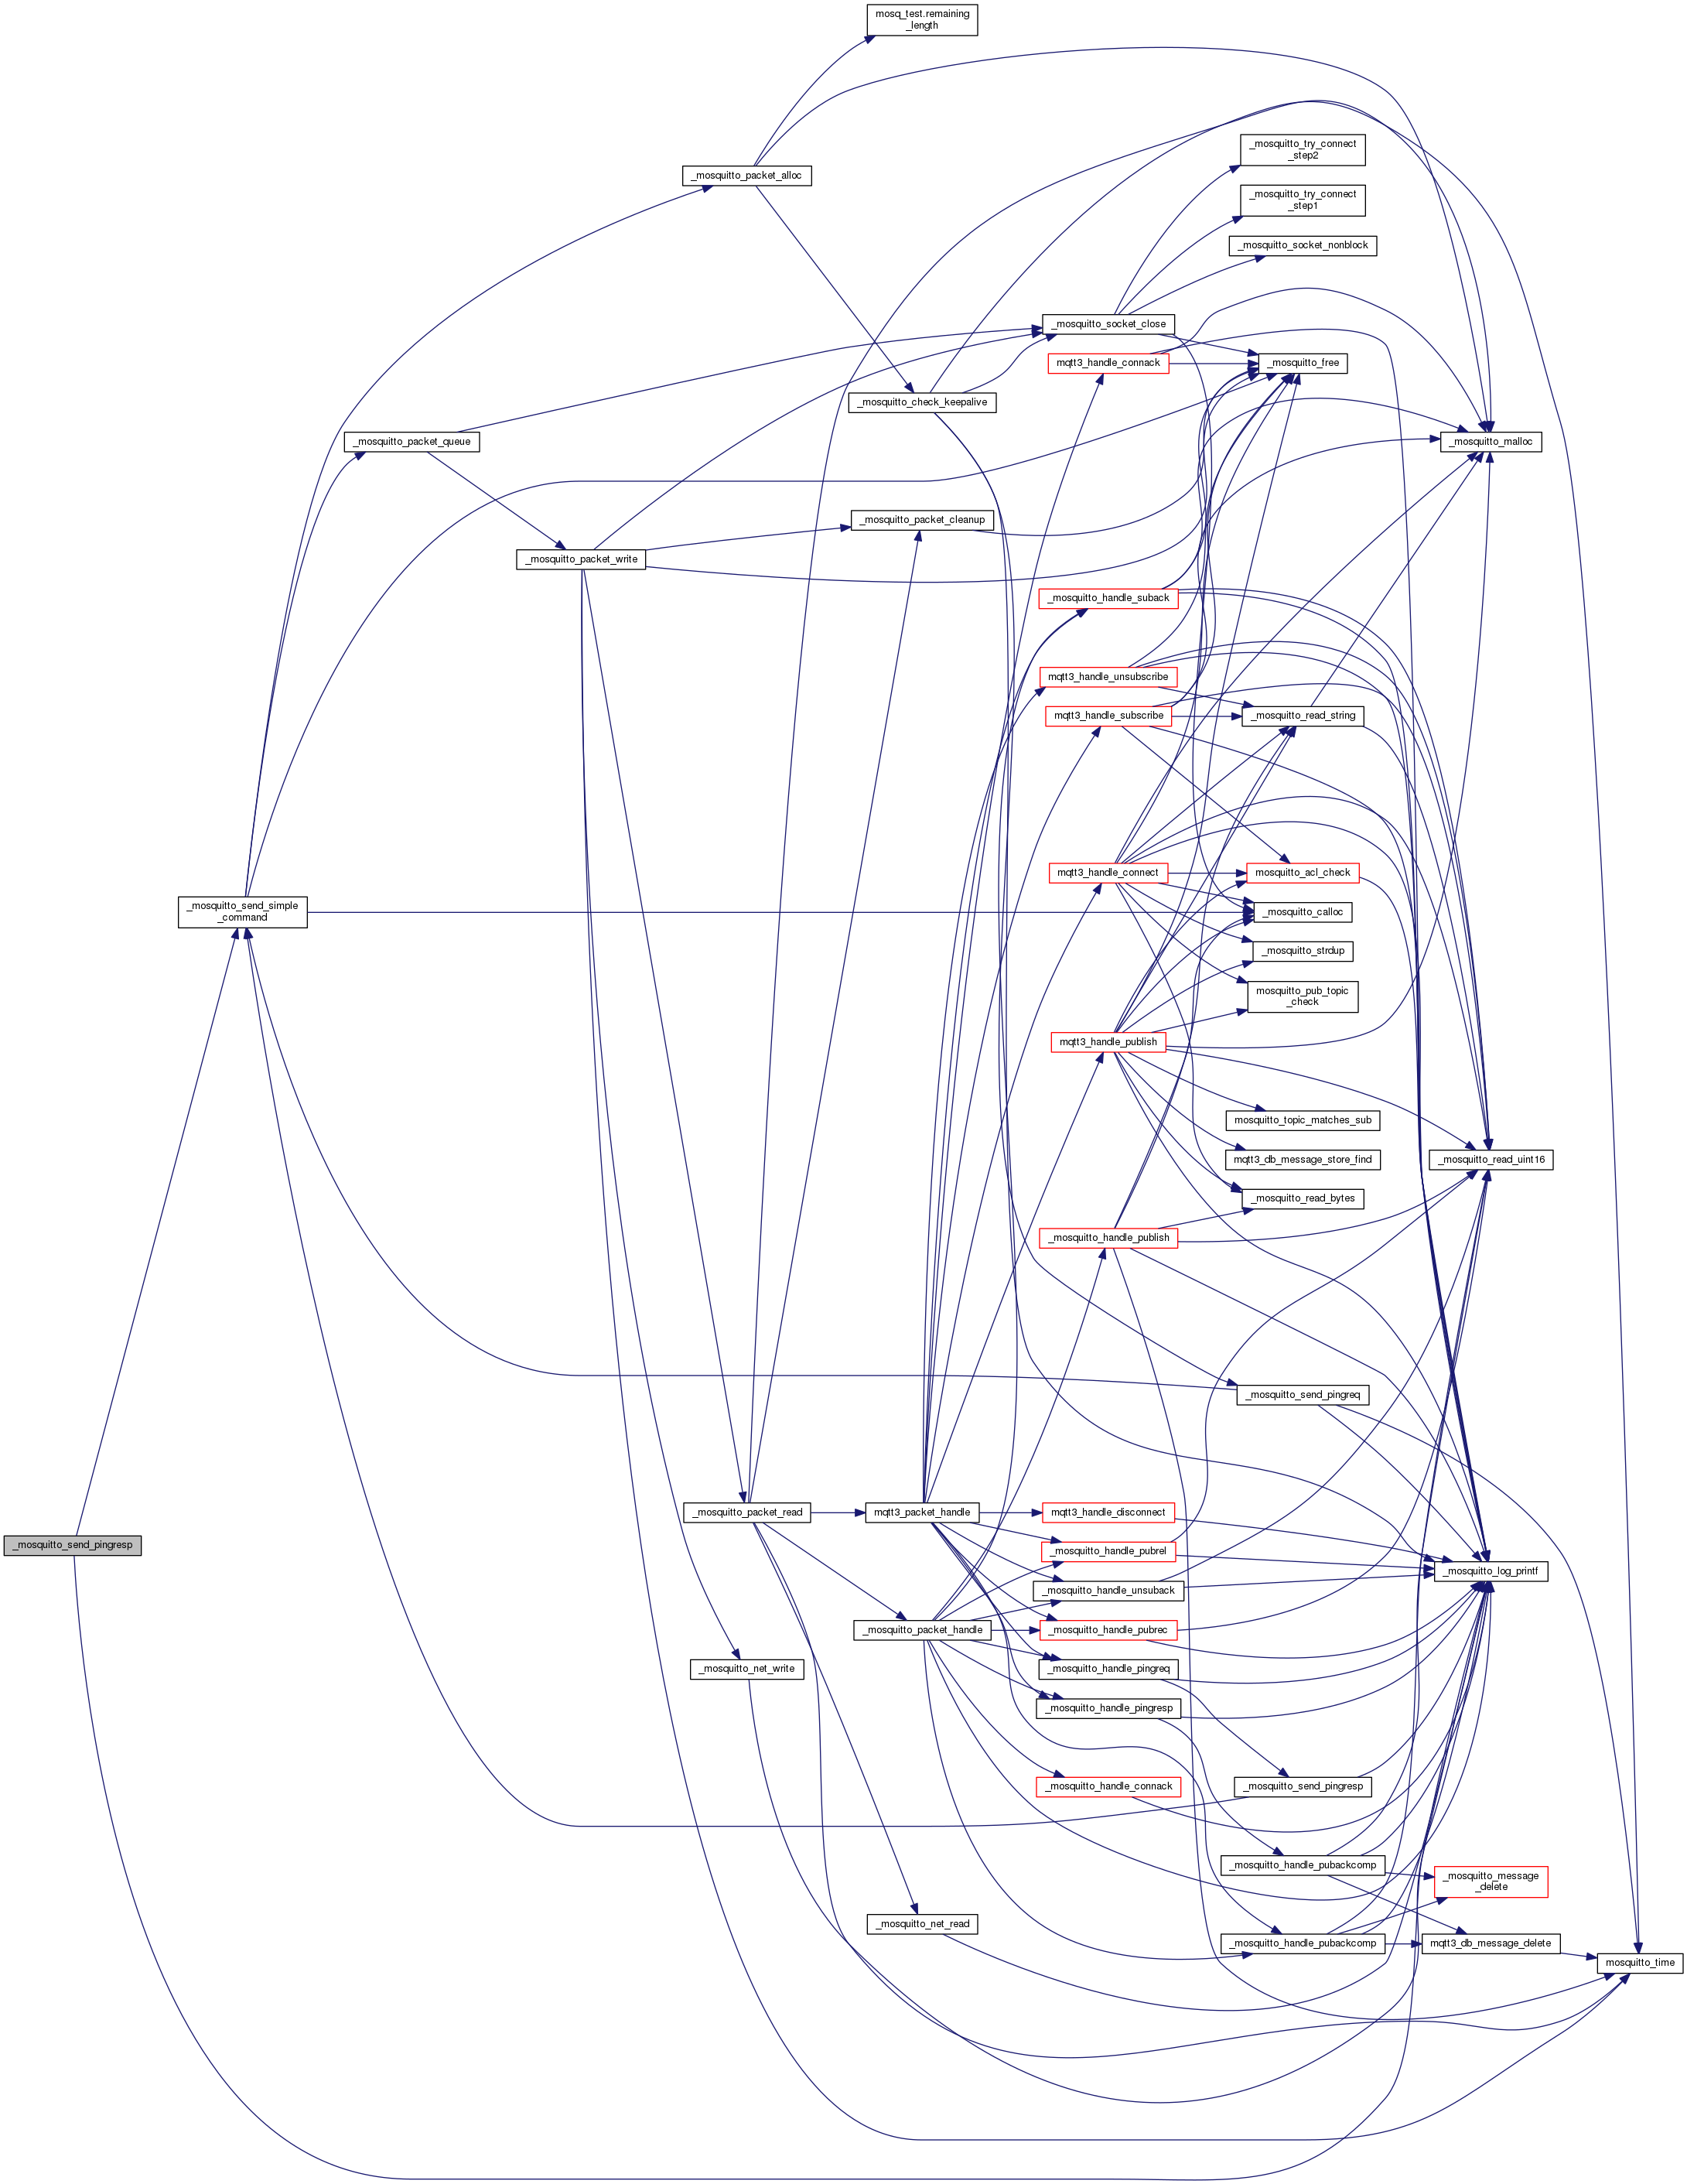 mosq_test.remaining
_length
_mosquitto_try_connect
_step2
_mosquitto_packet_alloc
_mosquitto_try_connect
_step1
_mosquitto_socket_nonblock
_mosquitto_socket_close
mqtt3_handle_connack
_mosquitto_free
_mosquitto_check_keepalive
_mosquitto_packet_queue
_mosquitto_malloc
_mosquitto_packet_cleanup
_mosquitto_packet_write
_mosquitto_handle_suback
mqtt3_handle_unsubscribe
mqtt3_handle_subscribe
_mosquitto_read_string
mqtt3_handle_connect
mosquitto_acl_check
_mosquitto_send_simple
_command
_mosquitto_calloc
_mosquitto_strdup
mosquitto_pub_topic
_check
mqtt3_handle_publish
mosquitto_topic_matches_sub
mqtt3_db_message_store_find
_mosquitto_read_uint16
_mosquitto_read_bytes
_mosquitto_handle_publish
_mosquitto_send_pingreq
_mosquitto_packet_read
mqtt3_packet_handle
mqtt3_handle_disconnect
_mosquitto_send_pingresp
_mosquitto_handle_pubrel
_mosquitto_log_printf
_mosquitto_handle_unsuback
_mosquitto_packet_handle
_mosquitto_handle_pubrec
_mosquitto_net_write
_mosquitto_handle_pingreq
_mosquitto_handle_pingresp
_mosquitto_handle_connack
_mosquitto_send_pingresp
_mosquitto_handle_pubackcomp
_mosquitto_message
_delete
_mosquitto_net_read
_mosquitto_handle_pubackcomp
mqtt3_db_message_delete
mosquitto_time